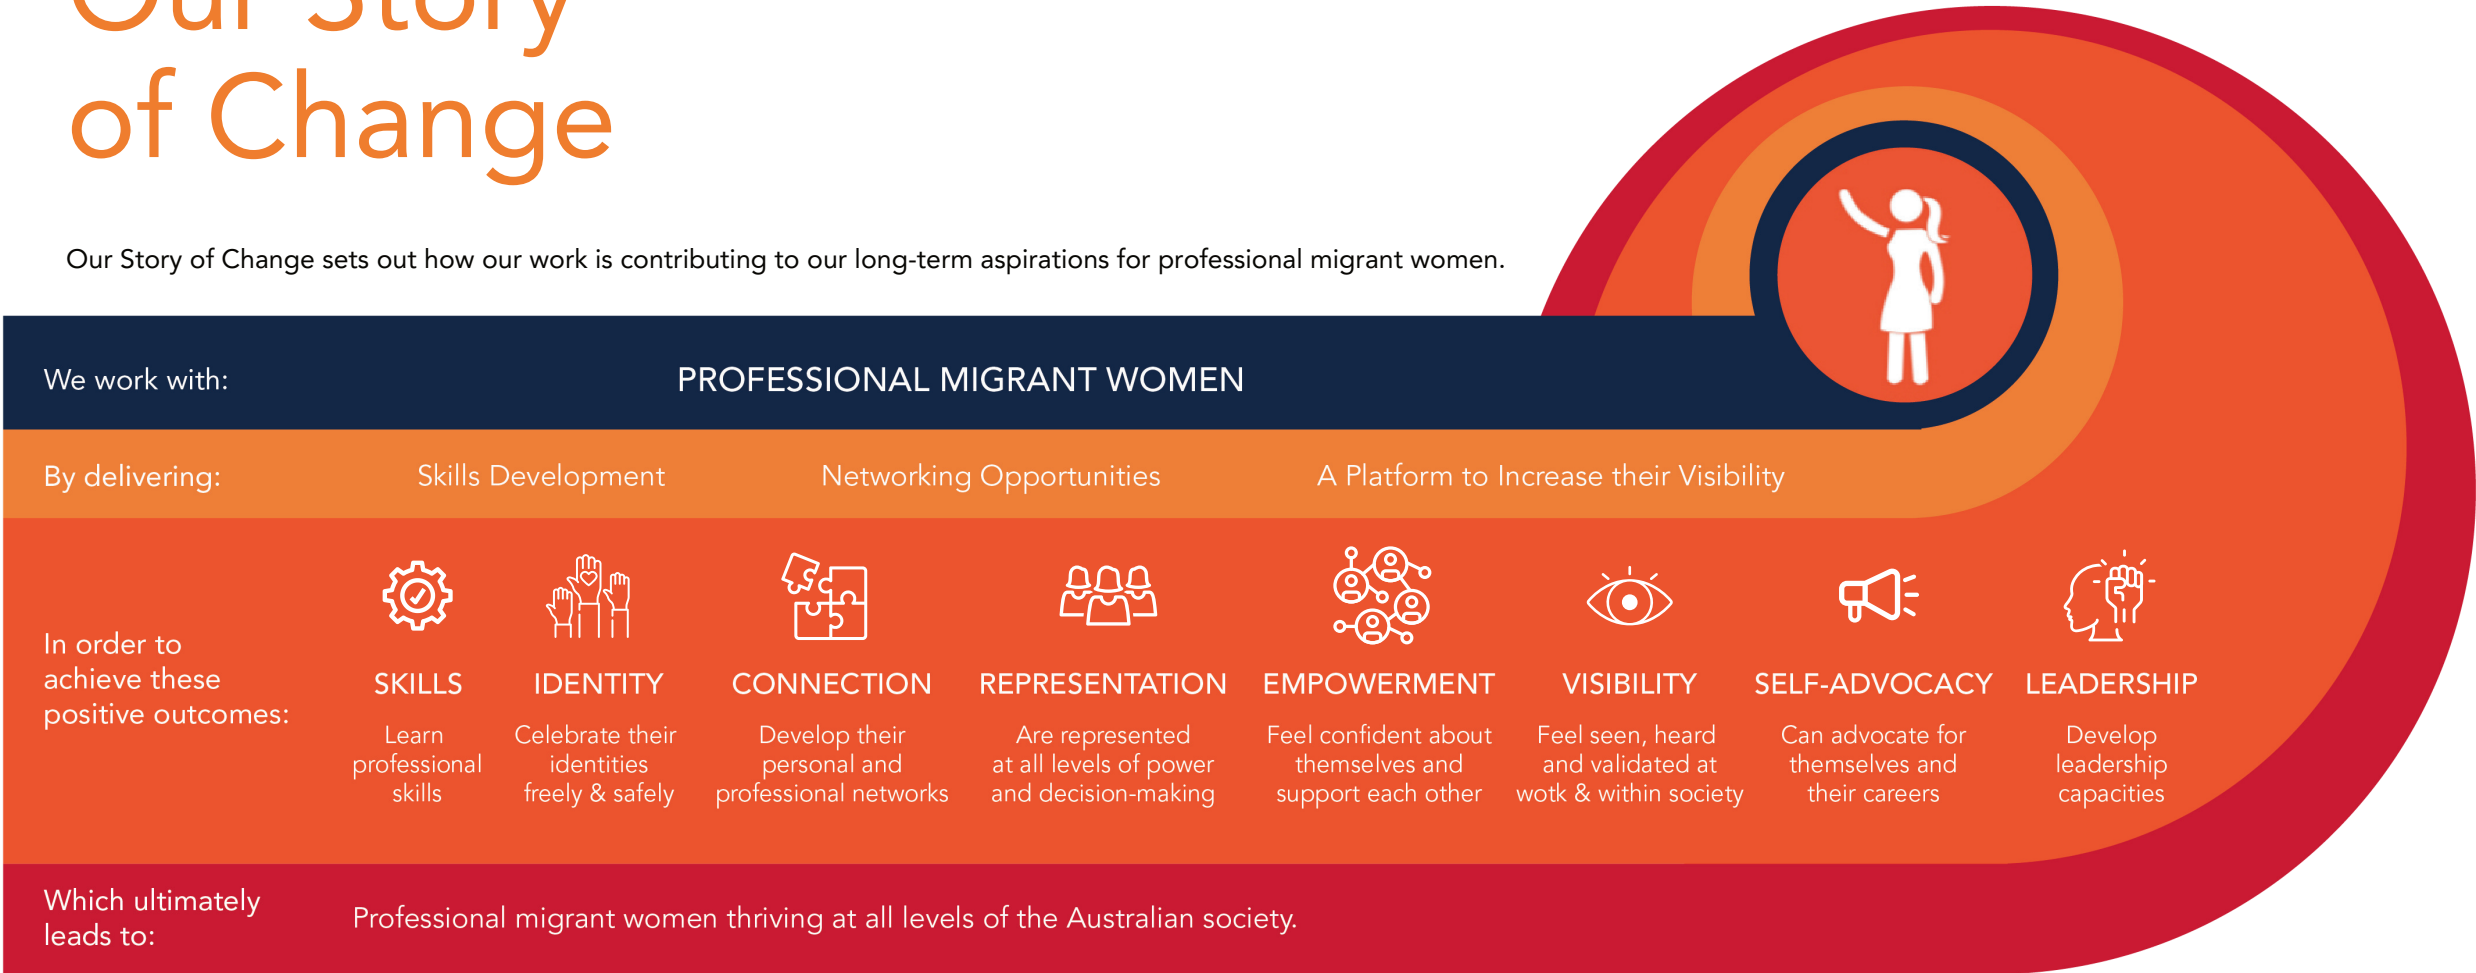 Our Story
of Change
Our Story of Change sets out how our work is contributing to our long-term aspirations for professional migrant women.
We work with:
PROFESSIONAL MIGRANT WOMEN
By delivering:
Skills Development
Networking Opportunities
A Platform to Increase their Visibility
In order to
achieve these
positive outcomes:
SKILLS
Learn
professional
skills
IDENTITY
Celebrate their
identities
freely & safely
CONNECTION
Develop their
personal and
professional networks
REPRESENTATION
Are represented
at all levels of power
and decision-making
EMPOWERMENT
Feel confident about
themselves and
support each other
VISIBILITY
Feel seen, heard
and validated at
wotk & within society
SELF-ADVOCACY
Can advocate for
themselves and
their careers
LEADERSHIP
Develop
leadership
capacities
Which ultimately
leads to:
Professional migrant women thriving at all levels of the Australian society.